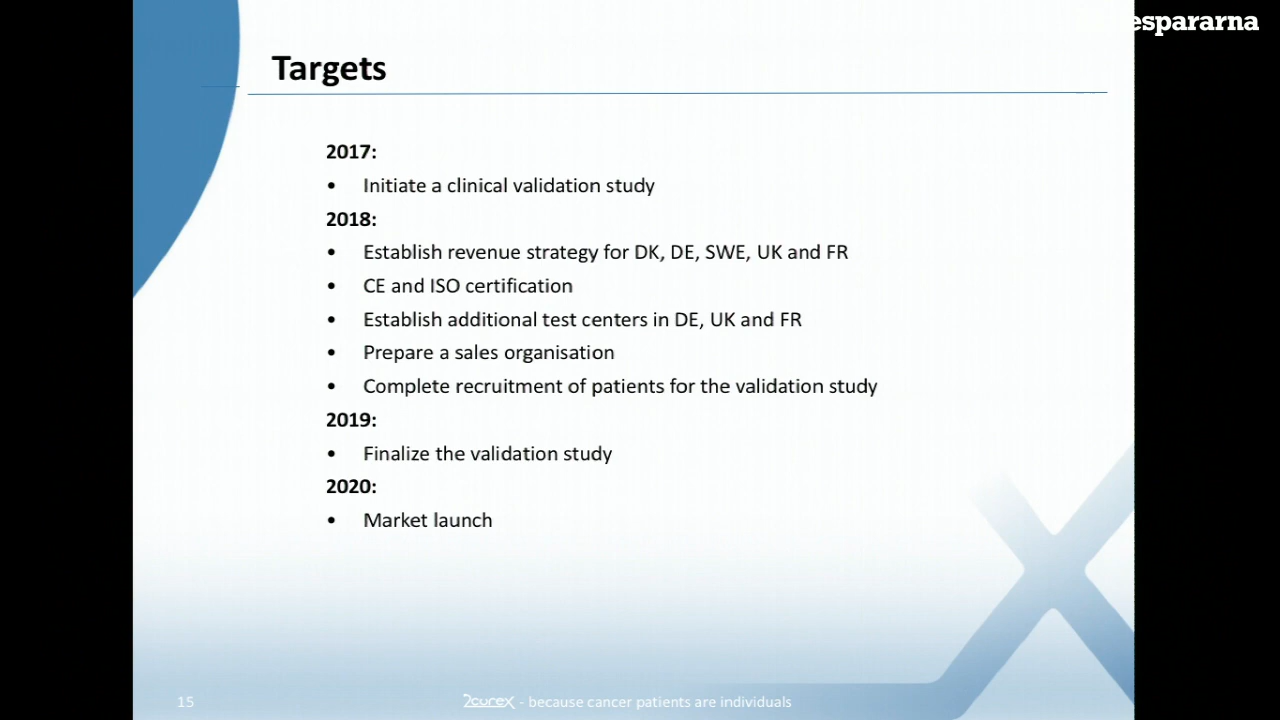 espararna
Targets
2017:
• Initiate a clinical validation study
2018:
• Establish revenue strategy for DK, DE, SWE, UK and FR
• CE and ISO certification
• Establish additional test centers in DE, UK and FR
• Prepare a sales organisation
• Complete recruitment of patients for the validation study
2019:
• Finalize the validation study
2020:
• Market launch
15
2cureX - because cancer patients are individuals